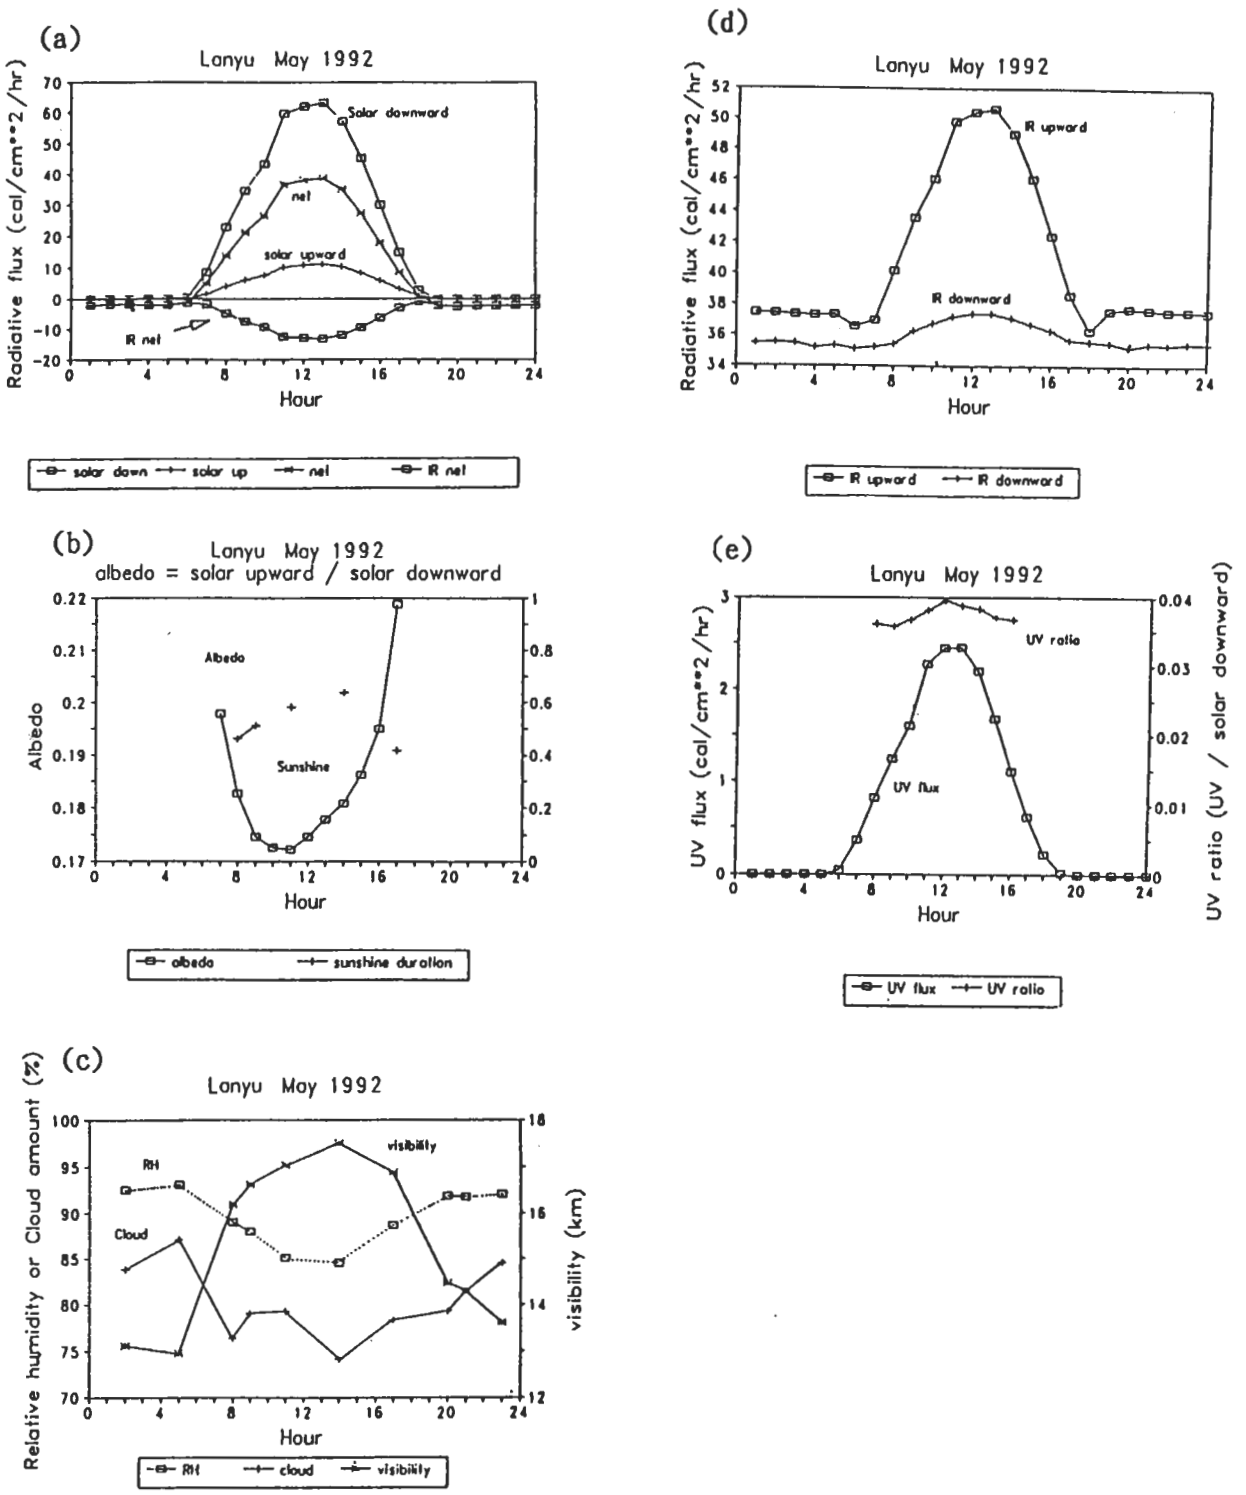 (a)
Lanyu May 1992
Radiative flux (cal/cm**2/hr)
70
60
50
40
30
20
10
0
-10
-20
Solar downward
net
solar upward
IR net
0 4 8 12 16 20 24
Hour
solar down solar up net IR net
(b)
Lanyu May 1992
albedo = solar upward / solar downward
Albedo
0.22
0.21
0.2
0.19
0.18
0.17
1
0.8
0.6
0.4
0.2
0
Albedo
Sunshine
0 4 8 12 16 20 24
Hour
albedo sunshine duration
(c)
Lanyu May 1992
Relative humidity or Cloud amount (%)
100
95
90
85
80
75
70
18
16
14
12
visibility (km)
RH
visibility
Cloud
0 4 8 12 16 20 24
Hour
RH cloud visibility
(d)
Lanyu May 1992
Radiative flux (cal/cm**2/hr)
52
50
48
46
44
42
40
38
36
34
IR upward
IR downward
0 4 8 12 16 20 24
Hour
IR upward IR downward
(e)
Lanyu May 1992
UV flux (cal/cm**2/hr)
3
2
1
0
0.04
0.03
0.02
0.01
0
UV ratio (UV / solar downward)
UV ratio
UV flux
0 4 8 12 16 20 24
Hour
UV flux UV ratio